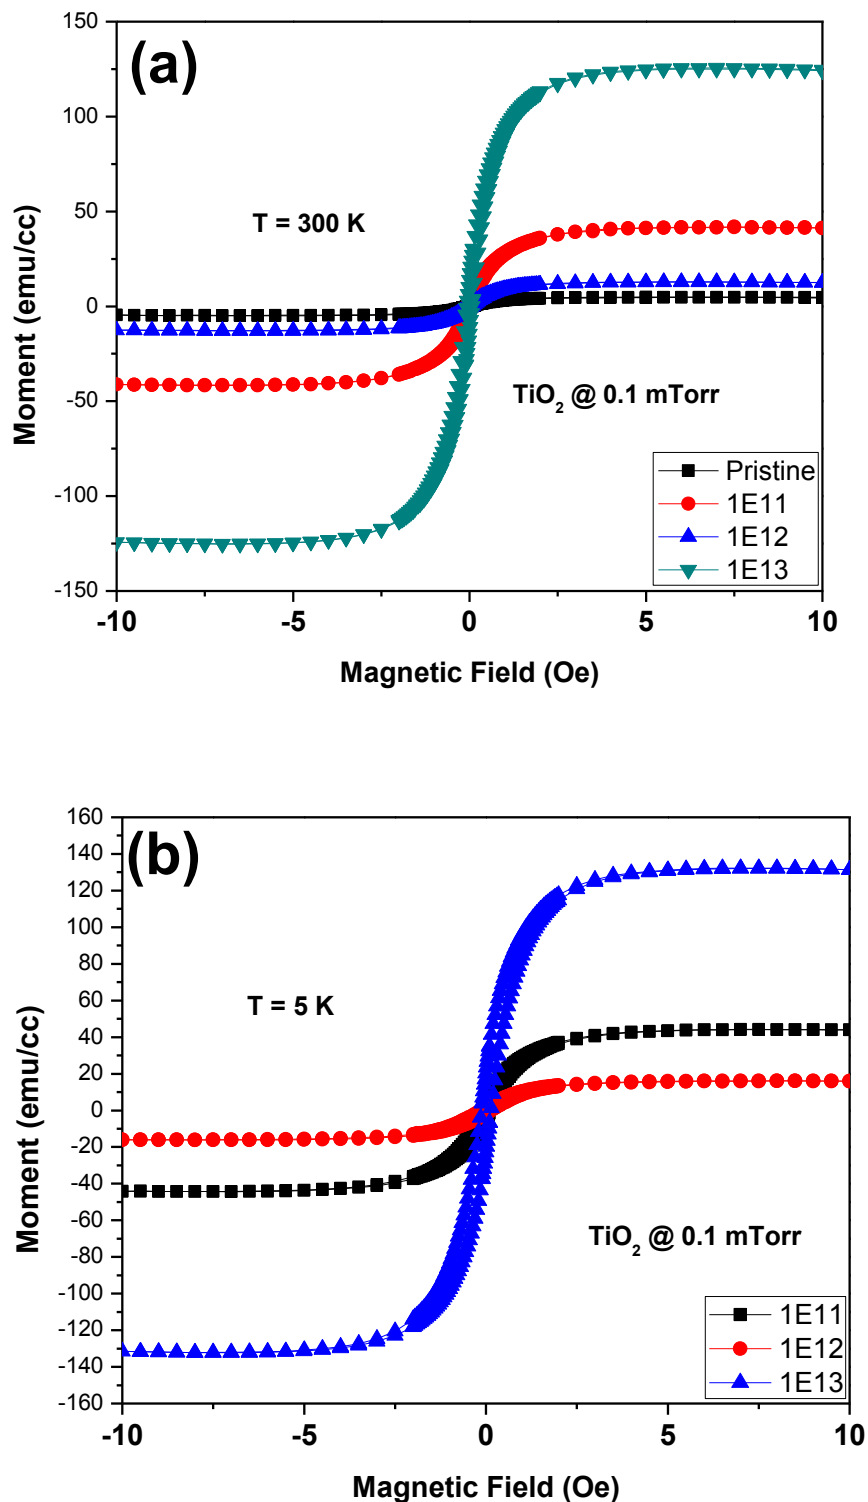 (a)
150
100
50
0
-50
-100
-150
Moment (emu/cc)
T = 300 K
TiO₂ @ 0.1 mTorr
Pristine
1E11
1E12
1E13
-10
-5
0
5
10
Magnetic Field (Oe)
(b)
160
140
120
100
80
60
40
20
0
-20
-40
-60
-80
-100
-120
-140
-160
Moment (emu/cc)
T = 5 K
TiO₂ @ 0.1 mTorr
1E11
1E12
1E13
-10
-5
0
5
10
Magnetic Field (Oe)